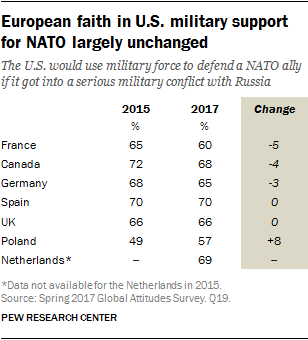 European faith in U.S. military support
for NATO largely unchanged
The U.S. would use military force to defend a NATO ally
if it got into a serious military conflict with Russia
2015 2017 Change
% %
France 65 60 -5
Canada 72 68 -4
Germany 68 65 -3
Spain 70 70 0
UK 66 66 0
Poland 49 57 +8
Netherlands* – 69 –
*Data not available for the Netherlands in 2015.
Source: Spring 2017 Global Attitudes Survey. Q19.
PEW RESEARCH CENTER